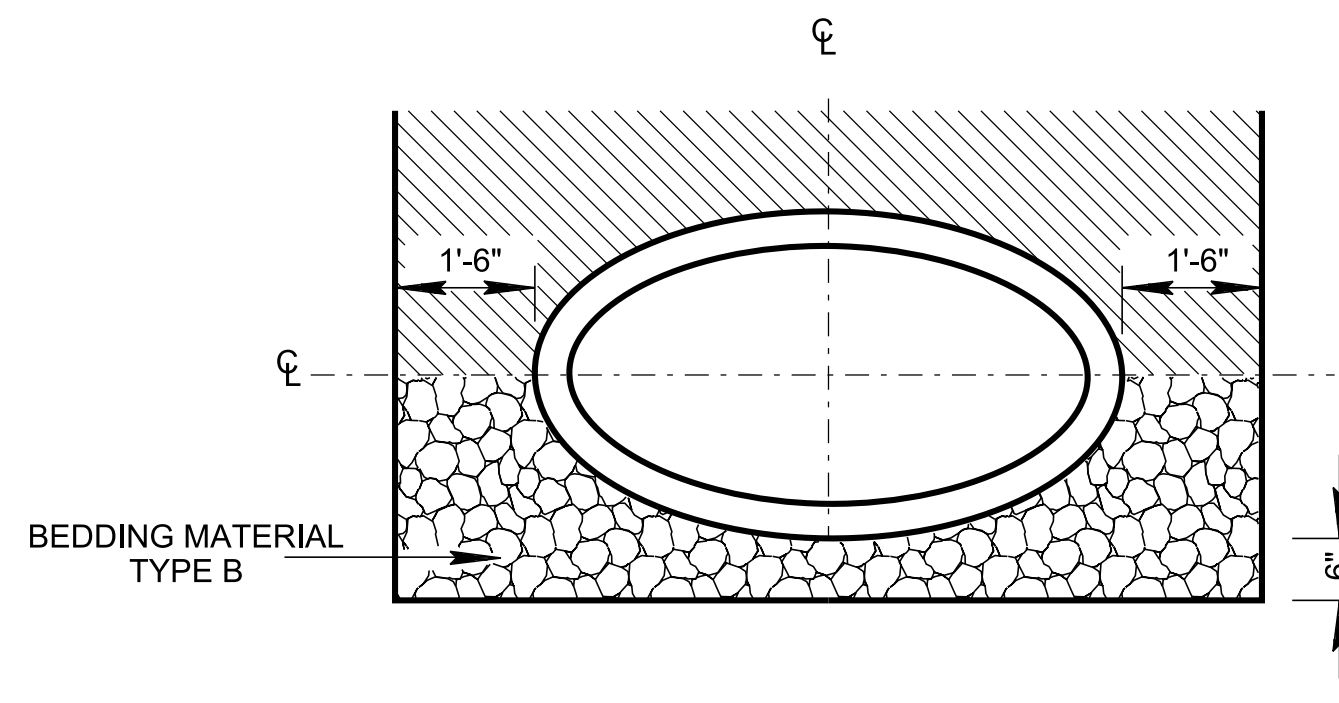 ℄
1'-6"
1'-6"
℄
BEDDING MATERIAL
TYPE B
6"